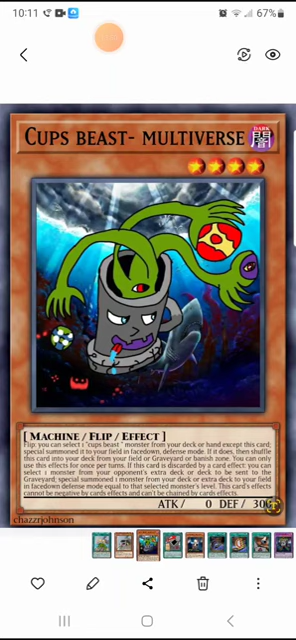 10:11
67%
CUPS BEAST- MULTIVERSE
DARK
闇
[ MACHINE / FLIP / EFFECT ]
Flip: you can select 1 "cups beast " monster from your deck or hand except this card;
special summoned it to your field in facedown, defense mode. If it does, then shuffle
this card into your deck from your field or Graveyard or banish zone. You can only
use this effects for once per turns. If this card is discarded by a card effect: you can
select 1 monster from your opponent's extra deck or deck to be sent to the
Graveyard; special summoned 1 monster from your deck or extra deck to your field
in facedown defense mode equal to that selected monster's level. This card's effects
cannot be negative by cards effects and can't be chained by cards effects.
ATK / 0 DEF / 300
chazzrjohnson